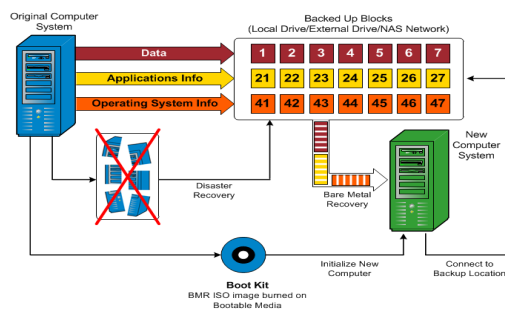 Original Computer
System
Backed Up Blocks
(Local Drive/External Drive/NAS Network)
Data
1 2 3 4 5 6 7
Applications Info
21 22 23 24 25 26 27
Operating System Info
41 42 43 44 45 46 47
New
Computer
System
Disaster
Recovery
Bare Metal
Recovery
Initialize New
Computer
Connect to
Backup Location
Boot Kit
BMR ISO image burned on
Bootable Media